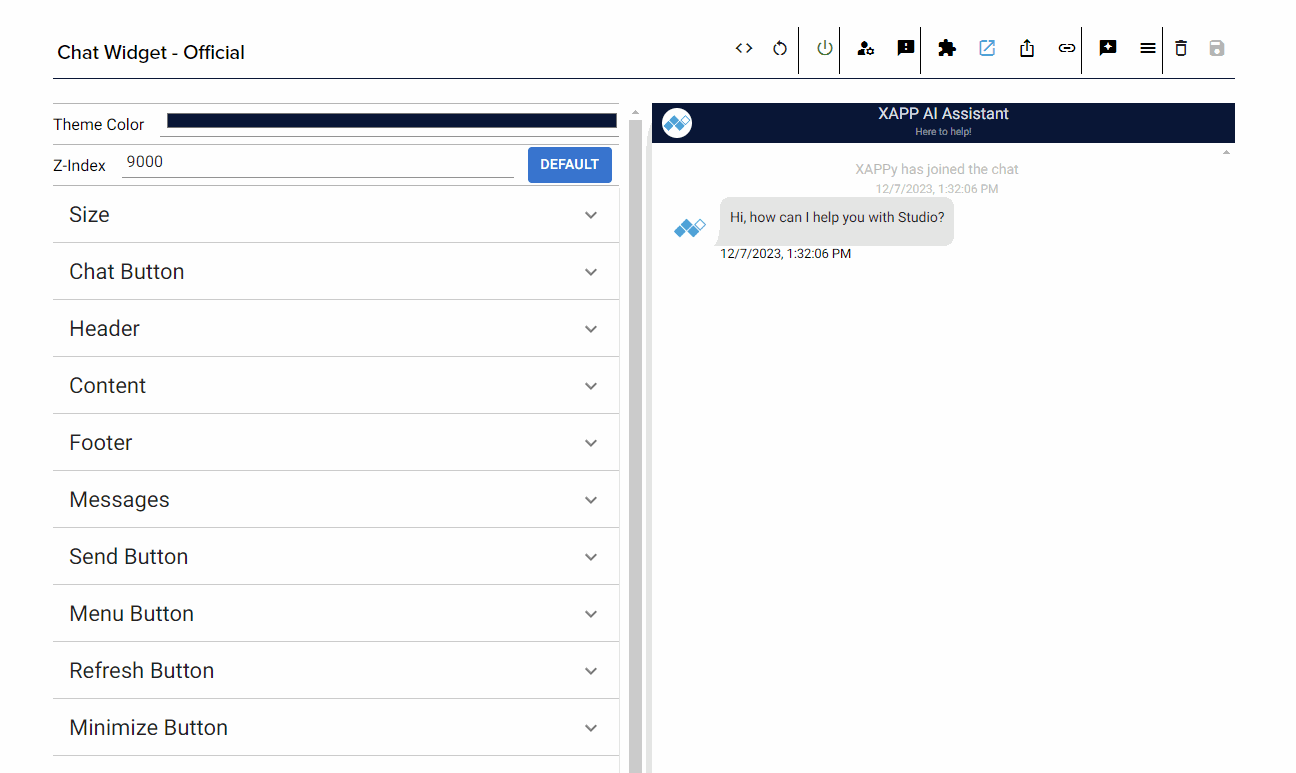 Chat Widget - Official
Theme Color
Z-Index 9000 DEFAULT
Size
Chat Button
Header
Content
Footer
Messages
Send Button
Menu Button
Refresh Button
Minimize Button
XAPP AI Assistant
Here to help!
XAPPy has joined the chat
12/7/2023, 1:32:06 PM
Hi, how can I help you with Studio?
12/7/2023, 1:32:06 PM